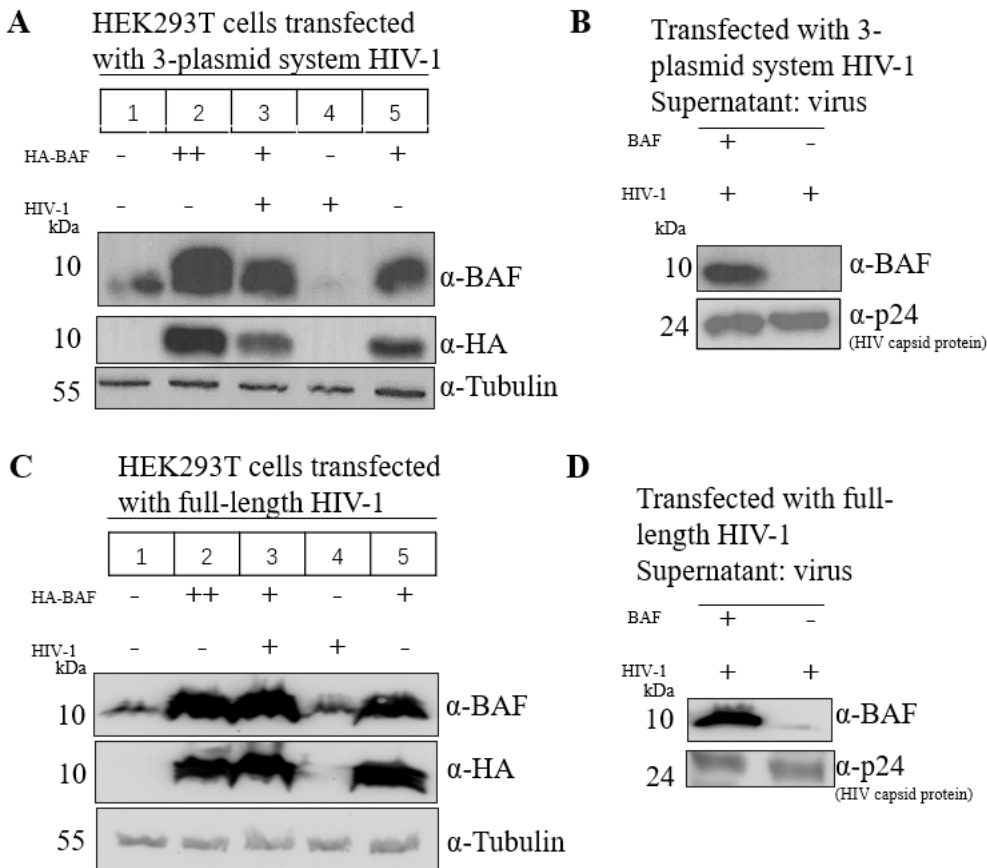 A
HEK293T cells transfected
with 3-plasmid system HIV-1
1 2 3 4 5
HA-BAF - ++ + - +
HIV-1 - - + + -
kDa
10 α-BAF
10 α-HA
55 α-Tubulin
B
Transfected with 3-
plasmid system HIV-1
Supernatant: virus
BAF + -
HIV-1 + +
kDa
10 α-BAF
24 α-p24
(HIV capsid protein)
C
HEK293T cells transfected
with full-length HIV-1
1 2 3 4 5
HA-BAF - ++ + - +
HIV-1 - - + + -
kDa
10 α-BAF
10 α-HA
55 α-Tubulin
D
Transfected with full-
length HIV-1
Supernatant: virus
BAF + -
HIV-1 + +
kDa
10 α-BAF
24 α-p24
(HIV capsid protein)